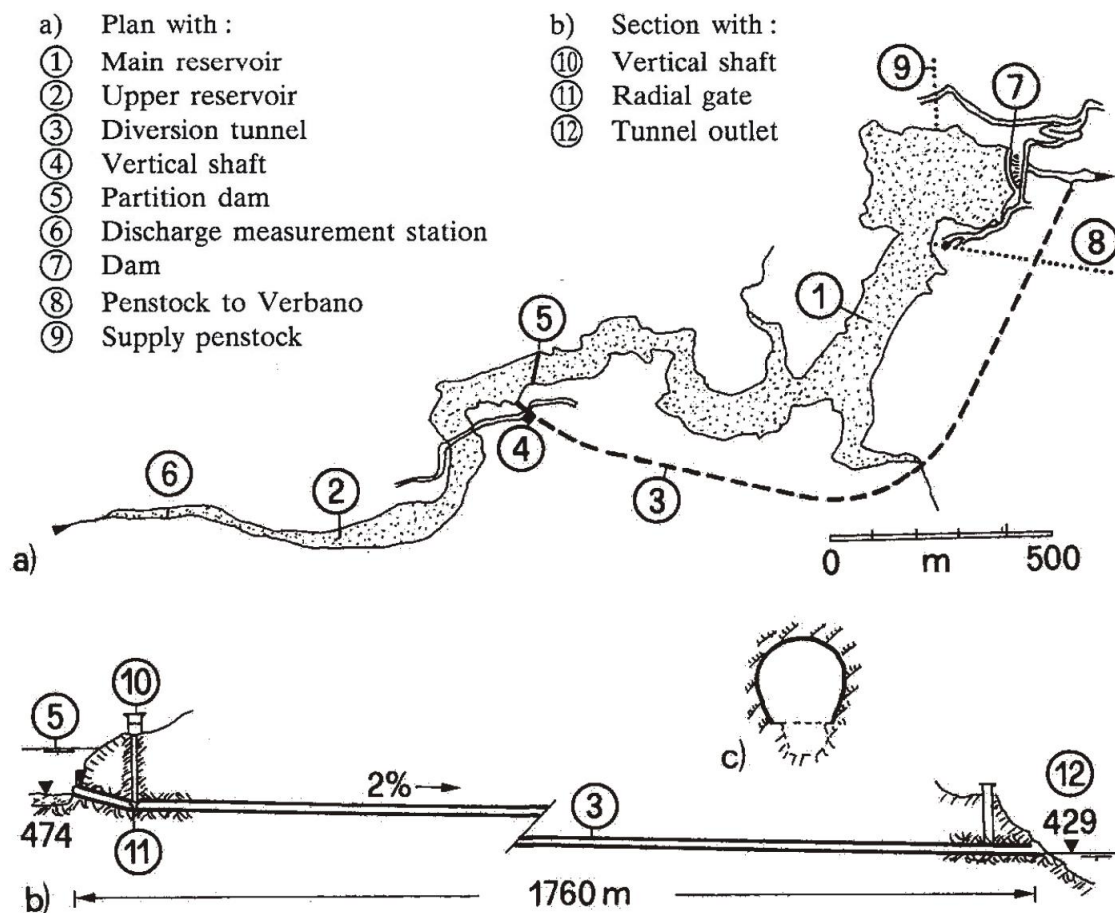 a) Plan with :
① Main reservoir
② Upper reservoir
③ Diversion tunnel
④ Vertical shaft
⑤ Partition dam
⑥ Discharge measurement station
⑦ Dam
⑧ Penstock to Verbano
⑨ Supply penstock
b) Section with :
⑩ Vertical shaft
⑪ Radial gate
⑫ Tunnel outlet
⑨ ⑦
⑧
①
⑤
④
⑥ ② ③
a)
0 m 500
⑩
⑤
c)
⑫
2% →
③
474
429
⑪
b)
1760 m